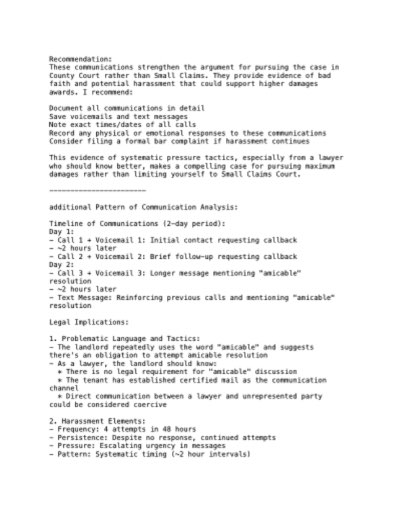 Recommendation:
These communications strengthen the argument for pursuing the case in
County Court rather than Small Claims. They provide evidence of bad
faith and potential harassment that could support higher damages
awards. I recommend:
Document all communications in detail
Save voicemails and text messages
Note exact times/dates of all calls
Record any physical or emotional responses to these communications
Consider filing a formal bar complaint if harassment continues
This evidence of systematic pressure tactics, especially from a lawyer
who should know better, makes a compelling case for pursuing maximum
damages rather than limiting yourself to Small Claims Court.
------------------------
additional Pattern of Communication Analysis:
Timeline of Communications (2-day period):
Day 1:
- Call 1 + Voicemail 1: Initial contact requesting callback
- ~2 hours later
- Call 2 + Voicemail 2: Brief follow-up requesting callback
Day 2:
- Call 3 + Voicemail 3: Longer message mentioning "amicable"
resolution
- ~2 hours later
- Text Message: Reinforcing previous calls and mentioning "amicable"
resolution
Legal Implications:
1. Problematic Language and Tactics:
- The landlord repeatedly uses the word "amicable" and suggests
there's an obligation to attempt amicable resolution
- As a lawyer, the landlord should know:
* There is no legal requirement for "amicable" discussion
* The tenant has established certified mail as the communication
channel
* Direct communication between a lawyer and unrepresented party
could be considered coercive
2. Harassment Elements:
- Frequency: 4 attempts in 48 hours
- Persistence: Despite no response, continued attempts
- Pressure: Escalating urgency in messages
- Pattern: Systematic timing (~2 hour intervals)